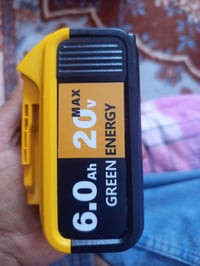 6.0Ah 20V MAX
GREEN ENERGY